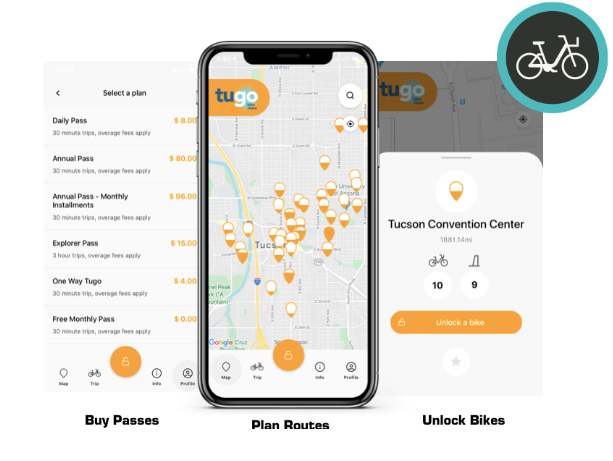 Select a plan
Daily Pass
$ 8.00
30 minute trips, overage fees apply
Annual Pass
$ 80.00
30 minute trips, overage fees apply
Annual Pass - Monthly
Installments
$ 96.00
30 minute trips, overage fees apply
Explorer Pass
$ 15.00
3 hour trips, overage fees apply
One Way Tugo
$ 4.00
30 minute trips, overage fees apply
Free Monthly Pass
$ 0.00
30 minute trips, overage fees apply
Map
Trip
Info
Profile
Buy Passes
tugo
bike
share
Google
Map
Trip
Info
Profile
Plan Routes
tugo
Tucson Convention Center
1881.14mi
10
9
Unlock a bike
Unlock Bikes